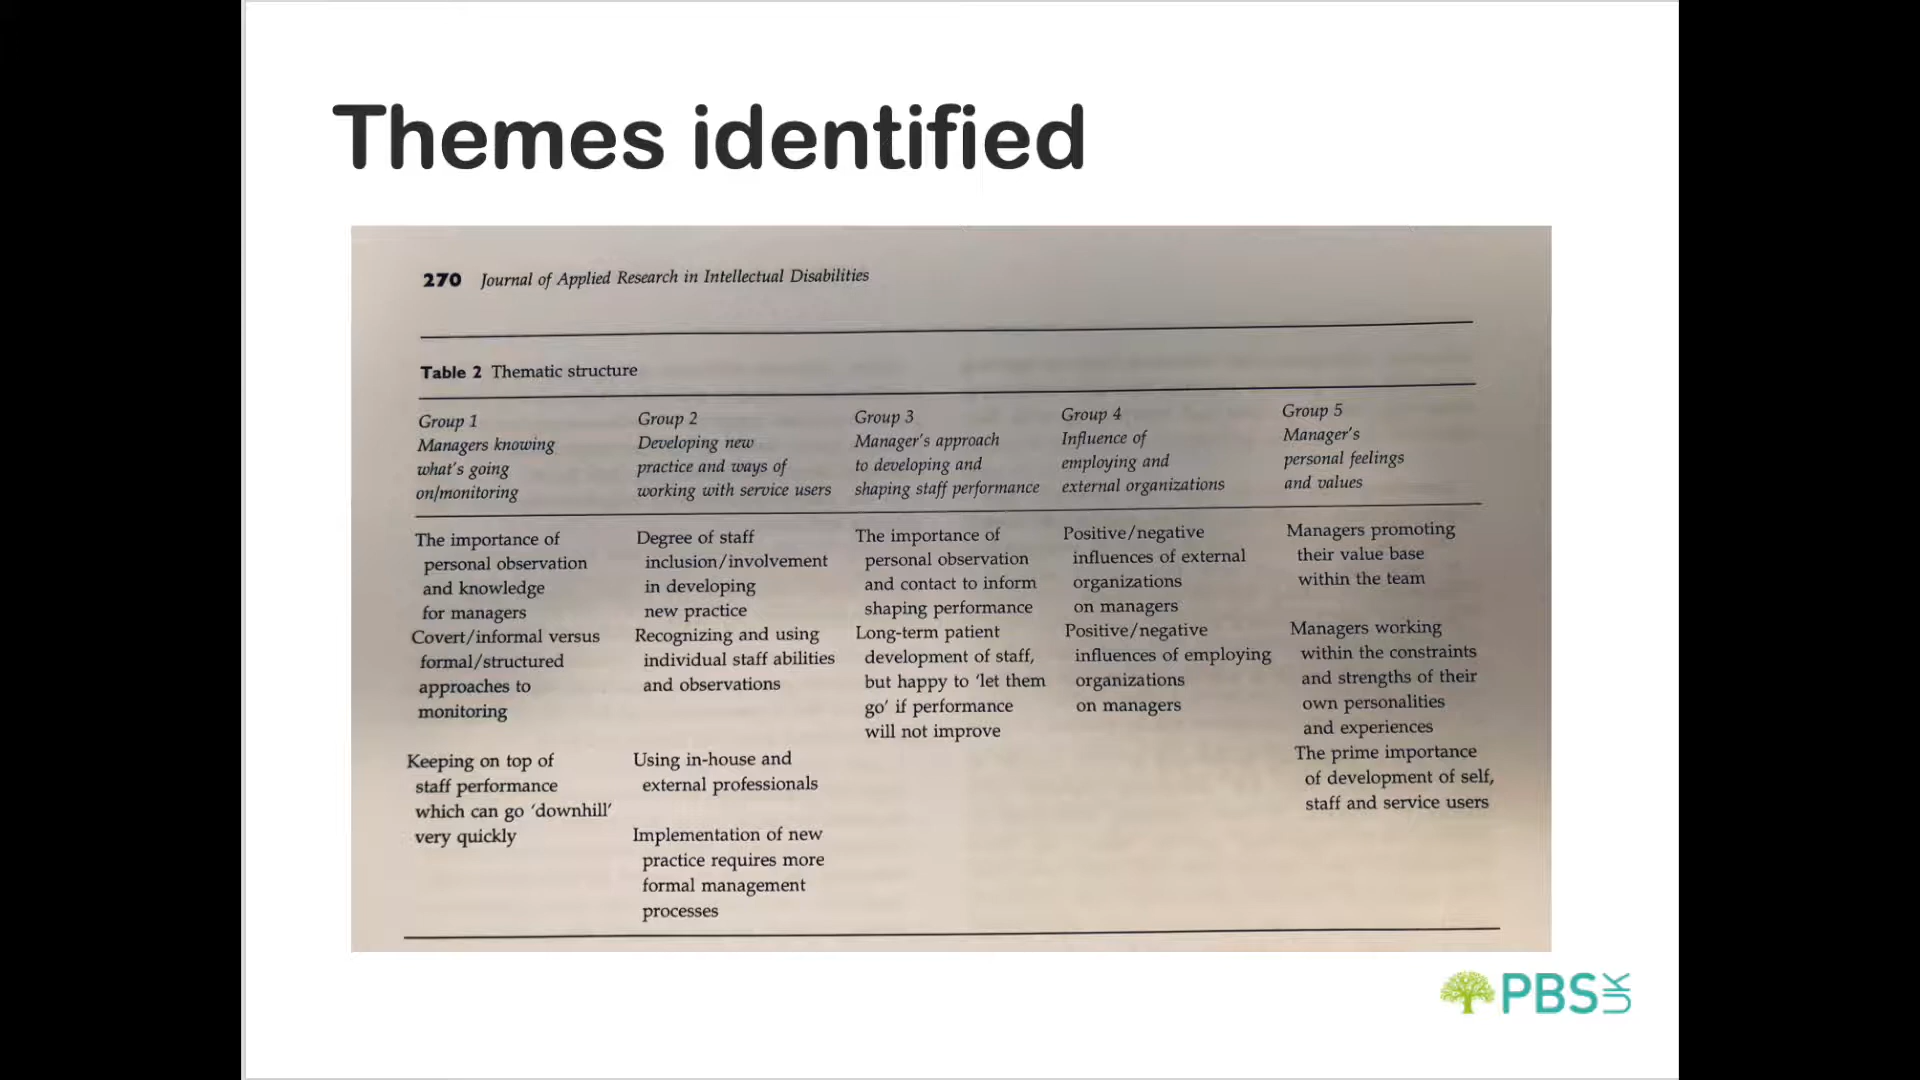 Themes identified
270 Journal of Applied Research in Intellectual Disabilities
Table 2 Thematic structure
Group 1
Managers knowing
what's going
on/monitoring
Group 2
Developing new
practice and ways of
working with service users
Group 3
Manager's approach
to developing and
shaping staff performance
Group 4
Influence of
employing and
external organizations
Group 5
Manager's
personal feelings
and values
The importance of
personal observation
and knowledge
for managers
Covert/informal versus
formal/structured
approaches to
monitoring
Keeping on top of
staff performance
which can go ‘downhill’
very quickly
Degree of staff
inclusion/involvement
in developing
new practice
Recognizing and using
individual staff abilities
and observations
Using in-house and
external professionals
Implementation of new
practice requires more
formal management
processes
The importance of
personal observation
and contact to inform
shaping performance
Long-term patient
development of staff,
but happy to ‘let them
go’ if performance
will not improve
Positive/negative
influences of external
organizations
on managers
Positive/negative
influences of employing
organizations
on managers
Managers promoting
their value base
within the team
Managers working
within the constraints
and strengths of their
own personalities
and experiences
The prime importance
of development of self,
staff and service users
PBS UK